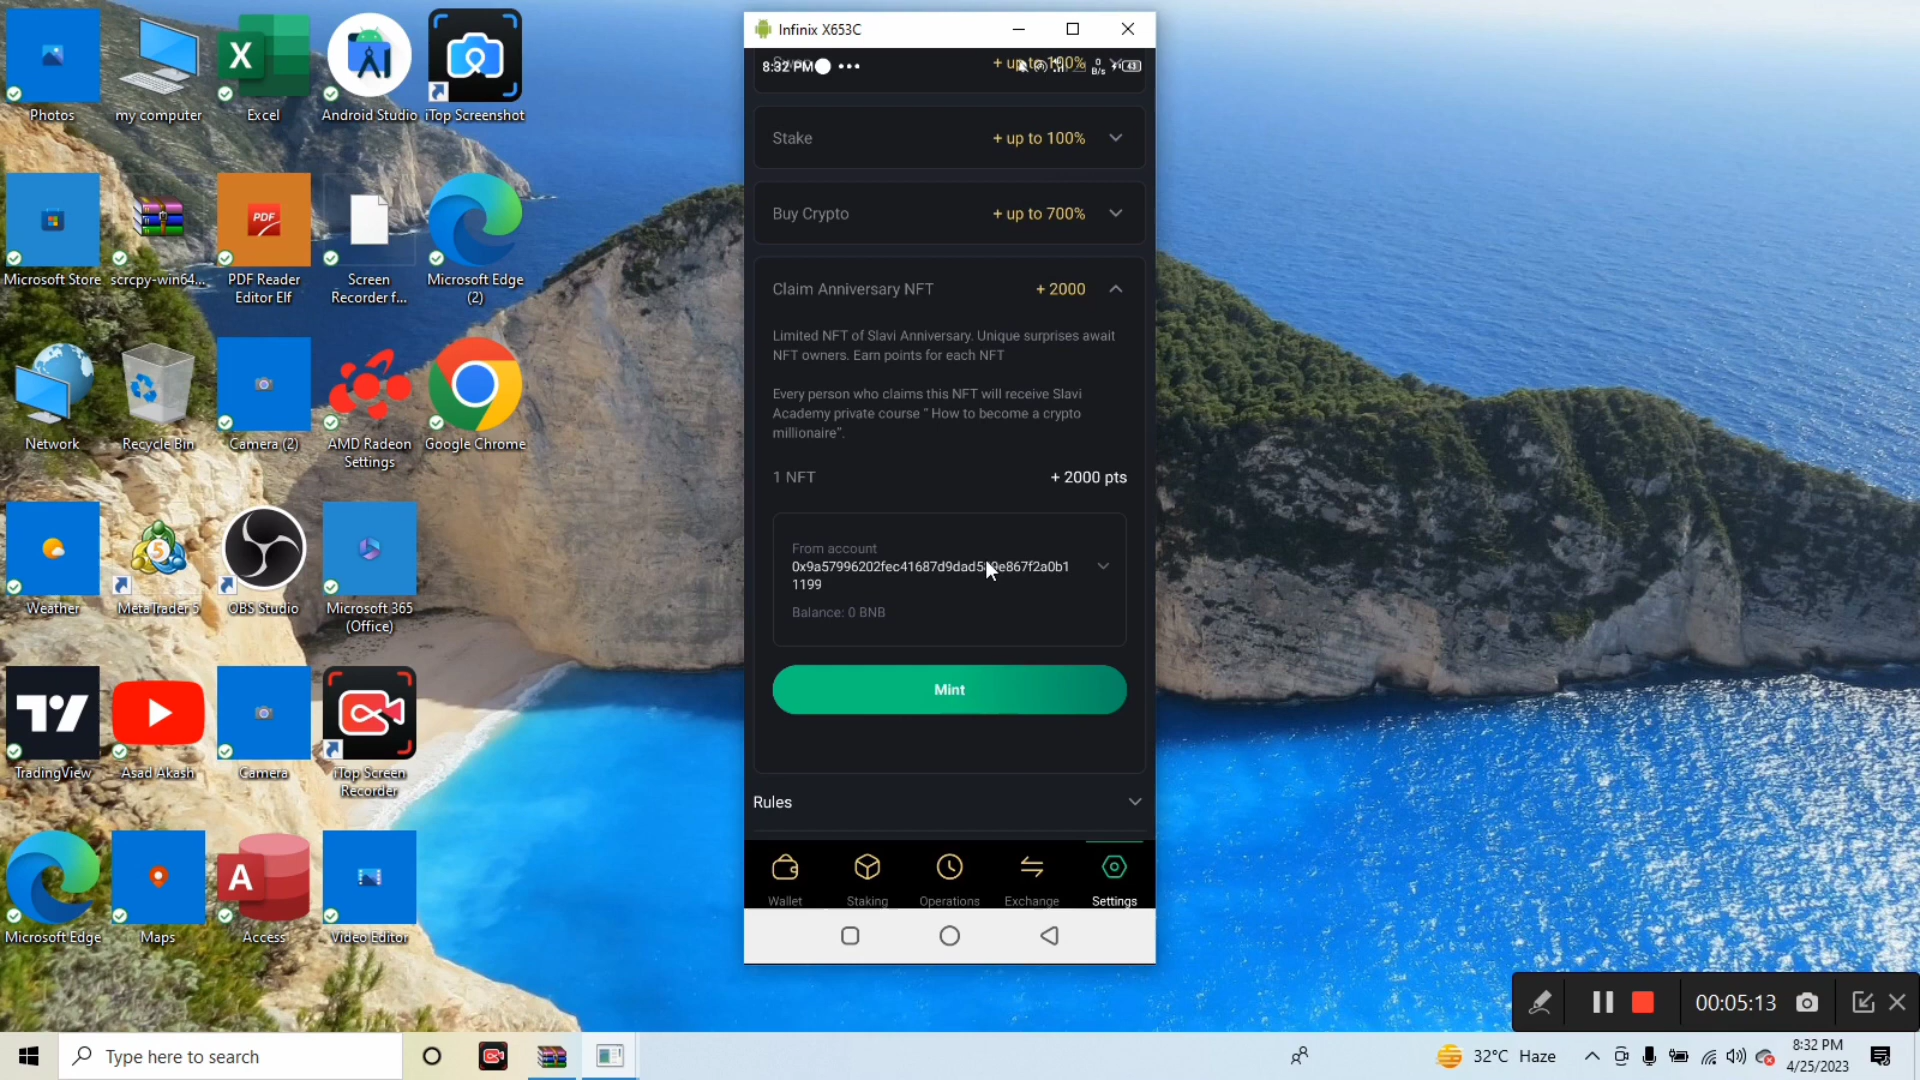 Photos
my computer
Excel
Android Studio
iTop Screenshot
Microsoft Store
scrcpy-win64...
PDF
PDF Reader
Editor Elf
Screen
Recorder f...
Microsoft Edge
(2)
Network
Recycle Bin
Camera (2)
AMD Radeon
Settings
Google Chrome
Weather
5
MetaTrader 5
OBS Studio
Microsoft 365
(Office)
TradingView
Asad Akash
Camera
iTop Screen
Recorder
Microsoft Edge
Maps
A
Access
Video Editor
Infinix X653C
8:32 PM
0
B/s
43
Stake
+ up to 100%
Buy Crypto
+ up to 700%
Claim Anniversary NFT
+ 2000
Limited NFT of Slavi Anniversary. Unique surprises await
NFT owners. Earn points for each NFT
Every person who claims this NFT will receive Slavi
Academy private course " How to become a crypto
millionaire".
1 NFT
+ 2000 pts
From account
1199
Balance: 0 BNB
Mint
Rules
Wallet
Staking
Operations
Exchange
Settings
00:05:13
Type here to search
32°C Haze
8:32 PM
4/25/2023